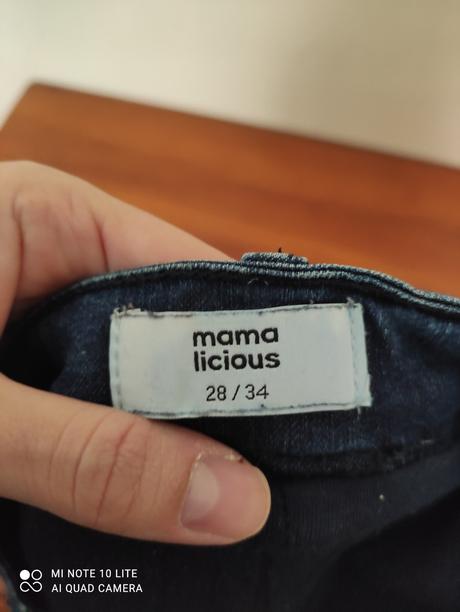 mama
licious
28 / 34
MI NOTE 10 LITE
AI QUAD CAMERA